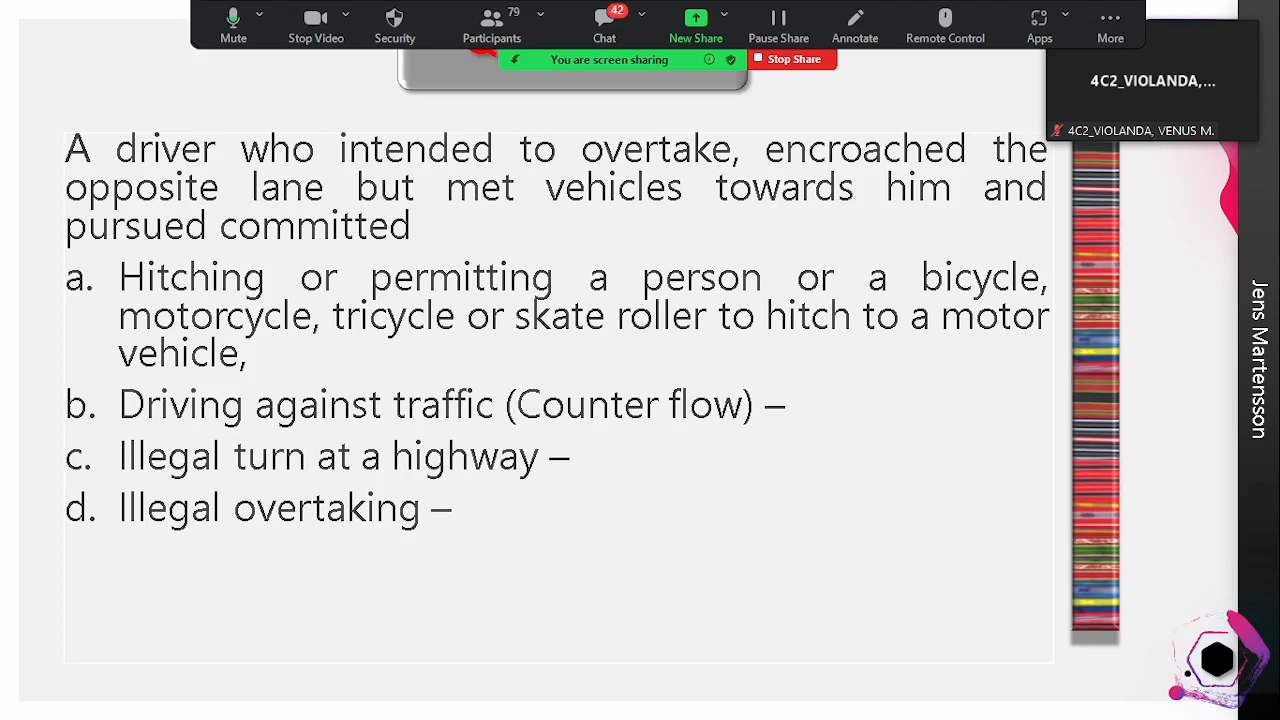 79
42
Mute
Stop Video
Security
Participants
Chat
New Share
Pause Share
Annotate
Remote Control
Apps
More
You are screen sharing
Stop Share
4C2_VIOLANDA,...
4C2_VIOLANDA, VENUS M.
A driver who intended to overtake, encroached the
opposite lane but met vehicles towards him and
pursued committed
a. Hitching or permitting a person or a bicycle,
motorcycle, tricycle or skate roller to hitch to a motor
vehicle,
b. Driving against traffic (Counter flow) –
c. Illegal turn at a highway –
d. Illegal overtaking –
Jens Martensson